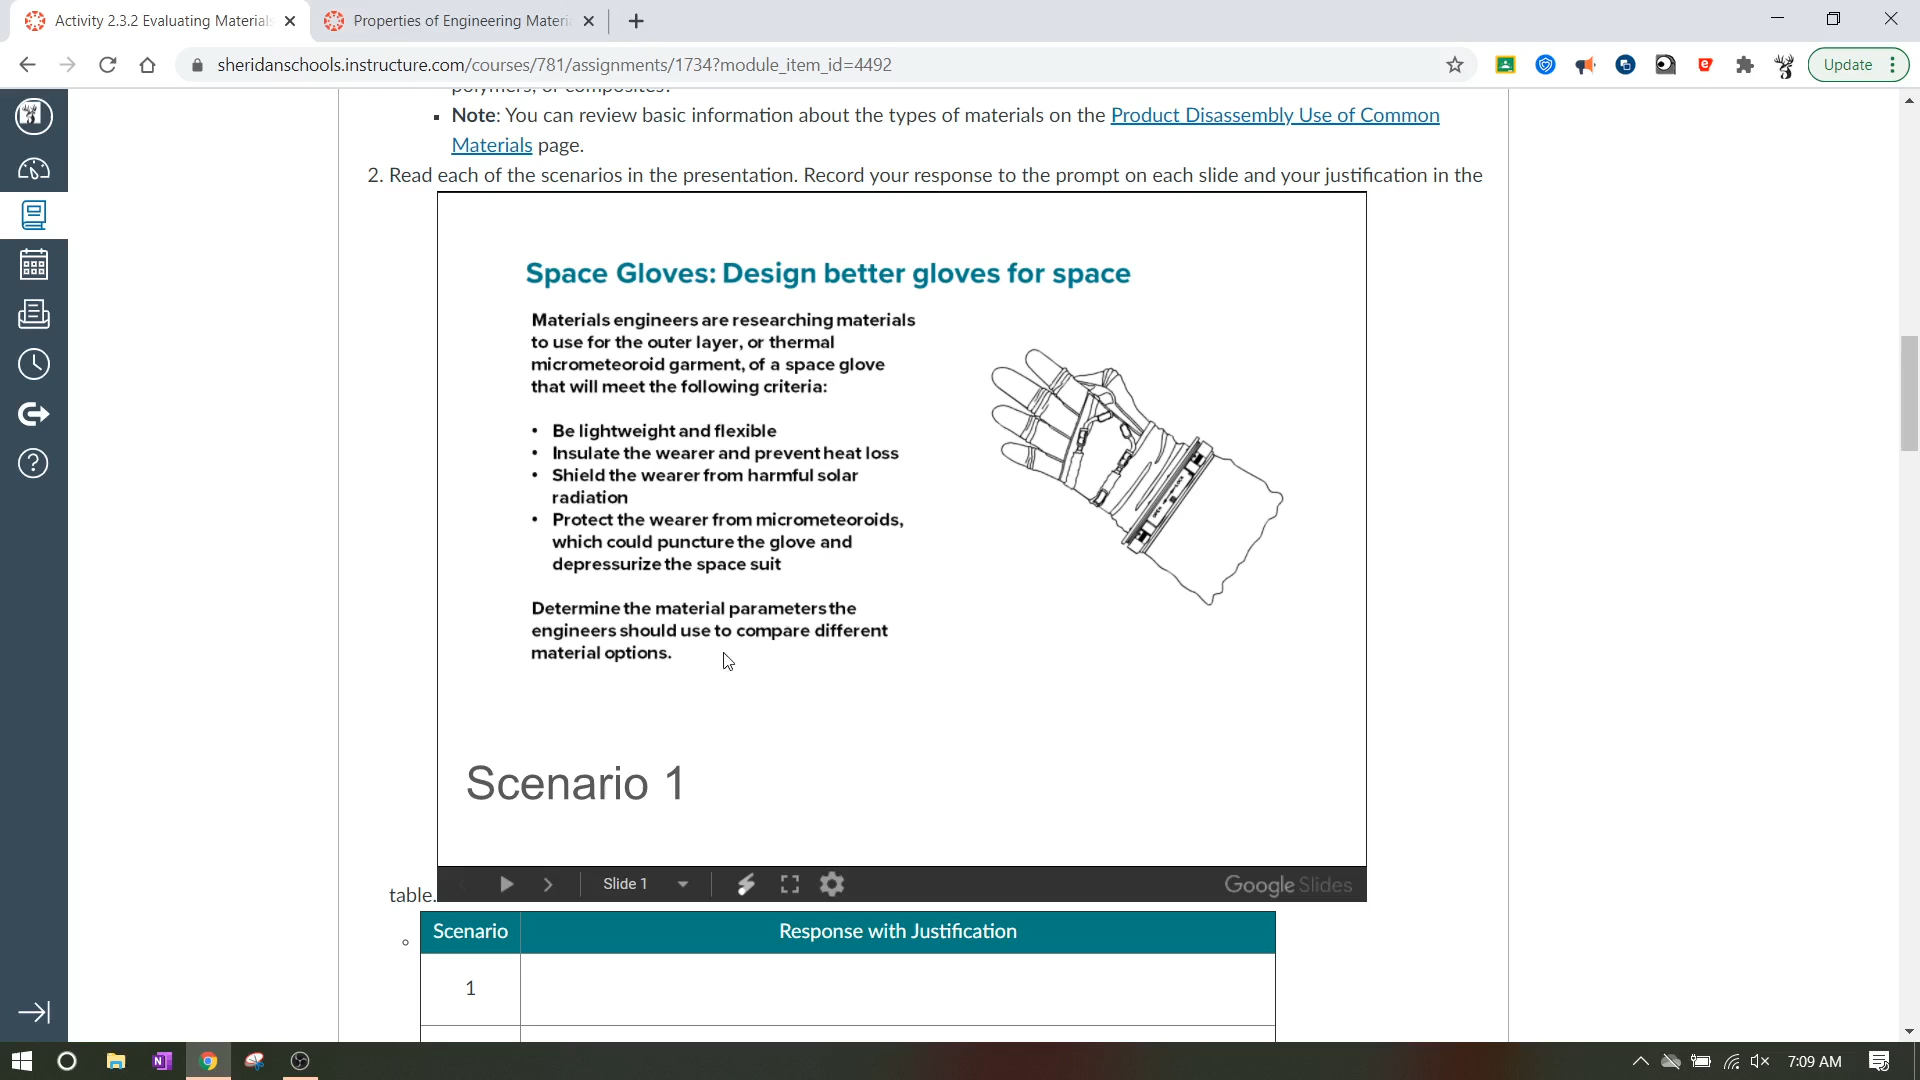 Activity 2.3.2 Evaluating Materials
Properties of Engineering Materi
sheridanschools.instructure.com/courses/781/assignments/1734?module_item_id=4492
Update
polymers, or composites?
Note: You can review basic information about the types of materials on the Product Disassembly Use of Common
Materials page.
2. Read each of the scenarios in the presentation. Record your response to the prompt on each slide and your justification in the
Space Gloves: Design better gloves for space
Materials engineers are researching materials
to use for the outer layer, or thermal
micrometeoroid garment, of a space glove
that will meet the following criteria:
• Be lightweight and flexible
• Insulate the wearer and prevent heat loss
• Shield the wearer from harmful solar
radiation
• Protect the wearer from micrometeoroids,
which could puncture the glove and
depressurize the space suit
Determine the material parameters the
engineers should use to compare different
material options.
Scenario 1
Slide 1
Google Slides
table.
Scenario
Response with Justification
1
7:09 AM